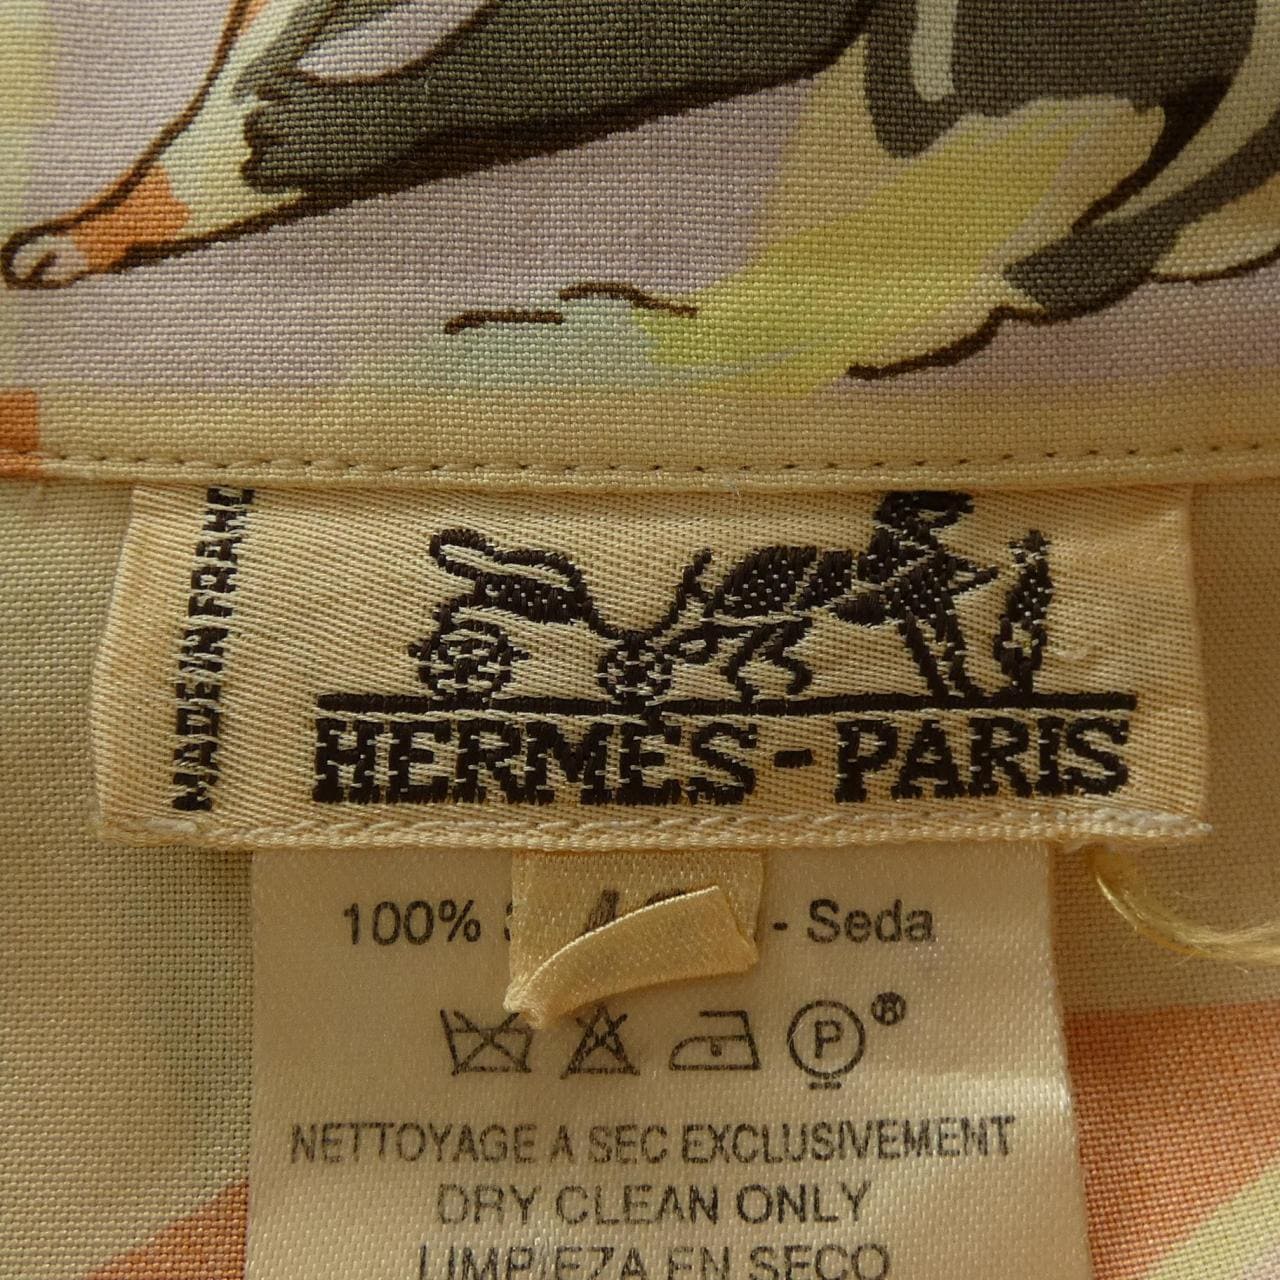 MADE IN FRANCE
HERMES-PARIS
100% - Seda
P ®
NETTOYAGE A SEC EXCLUSIVEMENT
DRY CLEAN ONLY
LIMPIEZA EN SECO